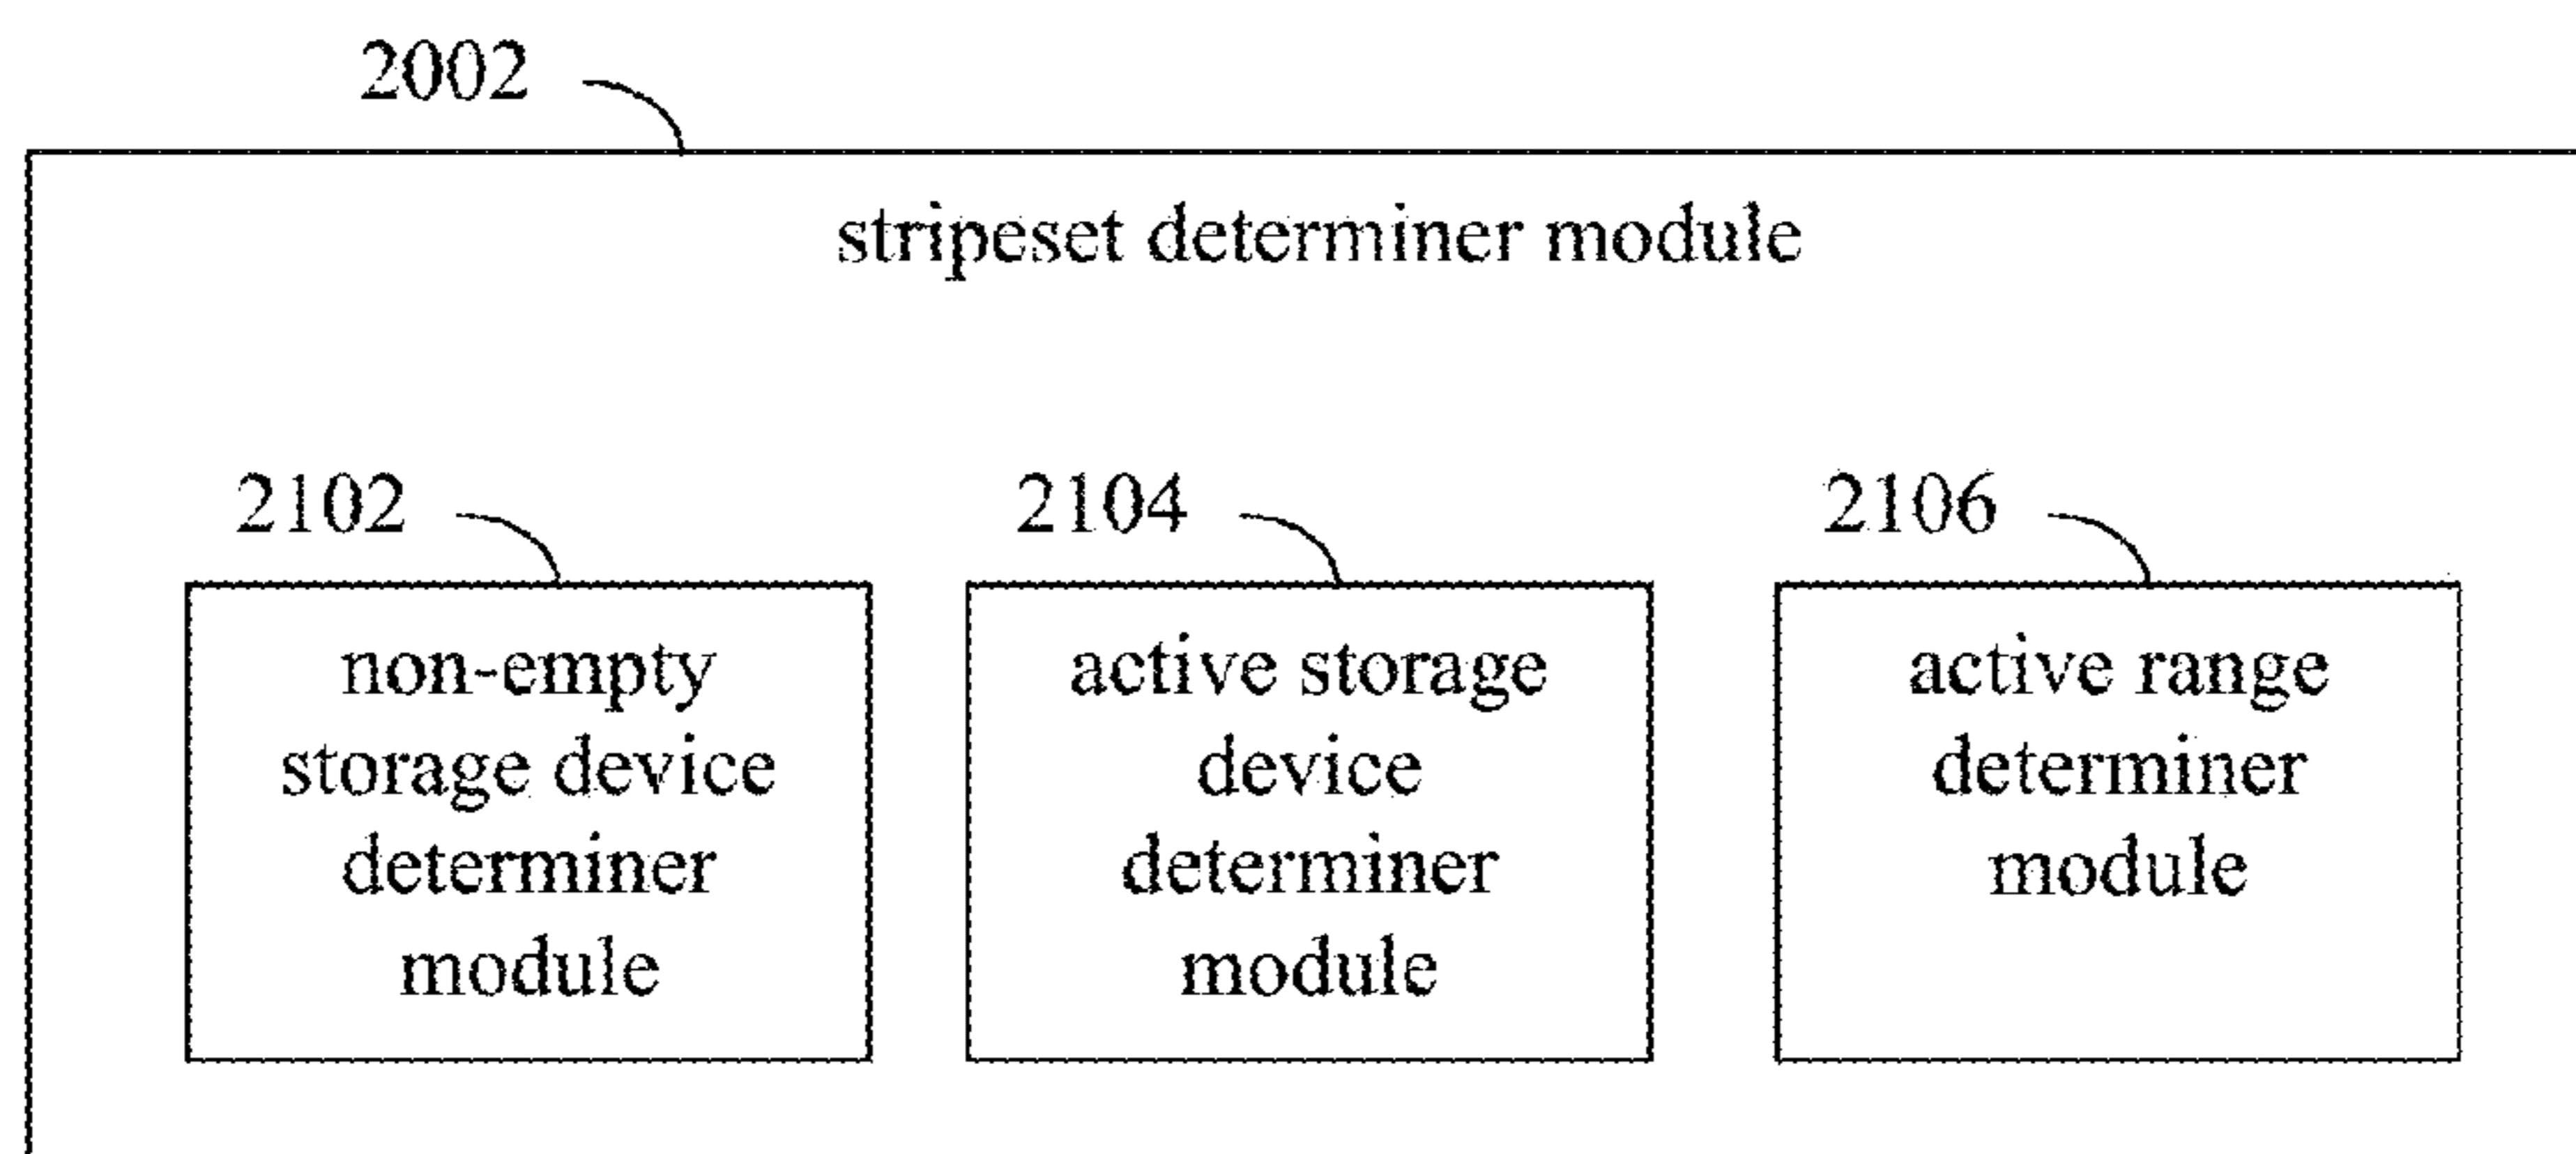 2002
stripeset determiner module
2102
2104
2106
non-empty
storage device
determiner
module
active storage
device
determiner
module
active range
determiner
module